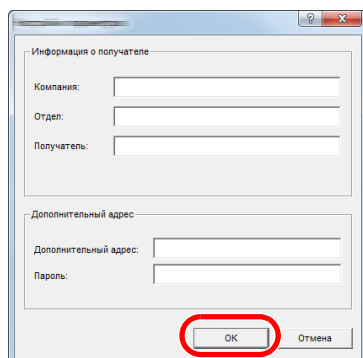 Информация о получателе
Компания:
Отдел:
Получатель:
Дополнительный адрес
Дополнительный адрес:
Пароль:
OK
Отмена